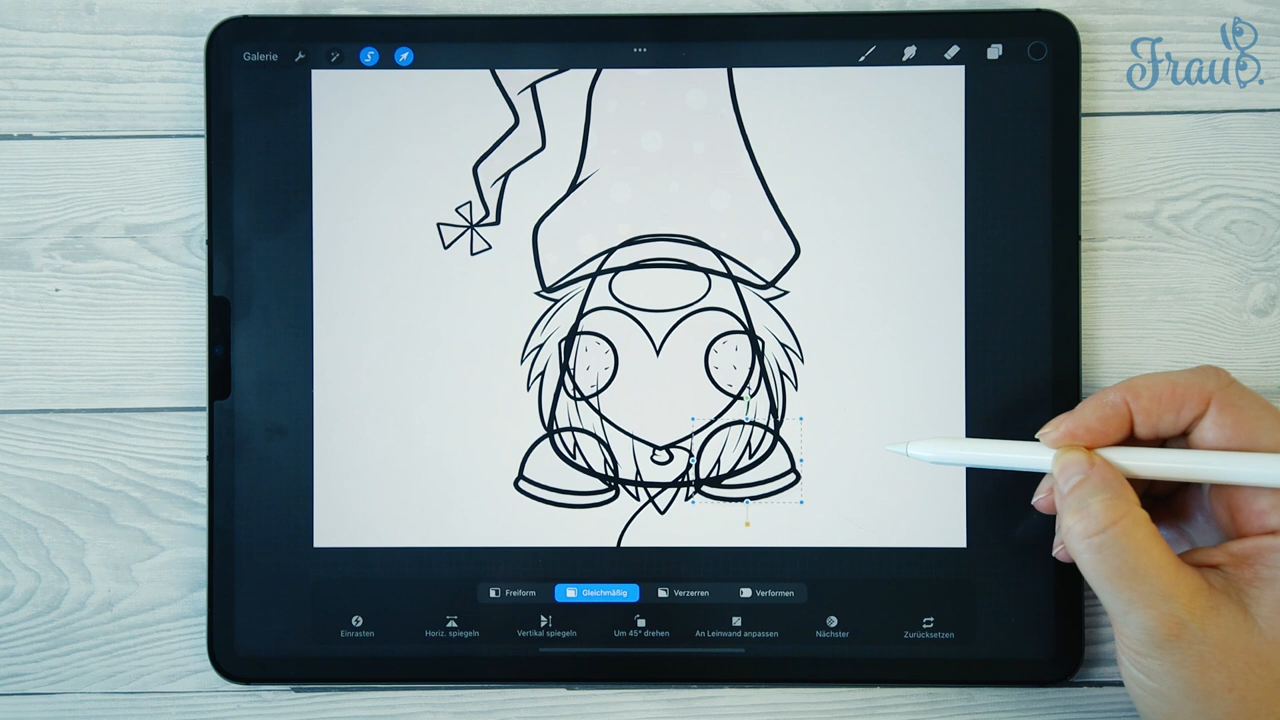 Galerie
Frau B.
Freiform Gleichmäßig Verzerren Verformen
Einrasten Horiz. spiegeln Vertikal spiegeln Um 45° drehen An Leinwand anpassen Nächster Zurücksetzen